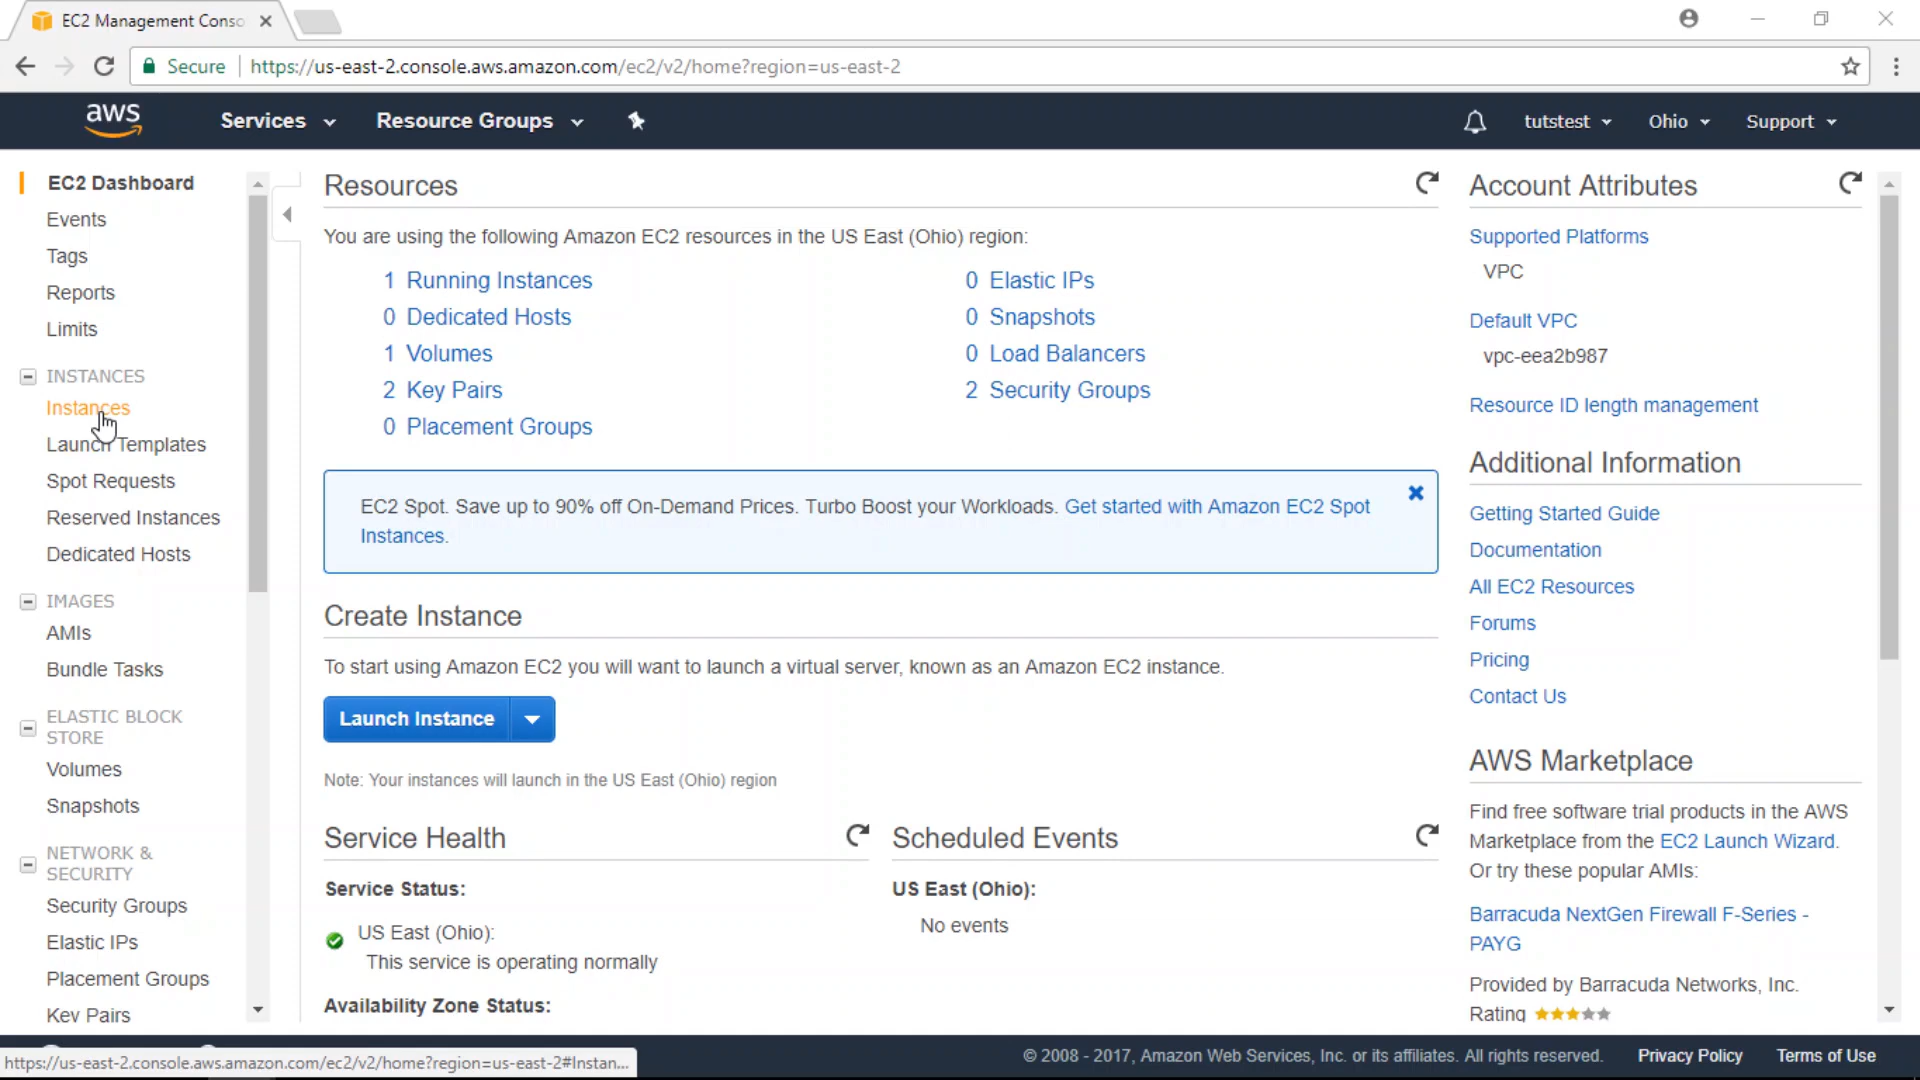 EC2 Management Conso
Secure
https://us-east-2.console.aws.amazon.com/ec2/v2/home?region=us-east-2
aws
Services
Resource Groups
tutstest
Ohio
Support
EC2 Dashboard
Events
Tags
Reports
Limits
INSTANCES
Instances
Launch Templates
Spot Requests
Reserved Instances
Dedicated Hosts
IMAGES
AMIs
Bundle Tasks
ELASTIC BLOCK
STORE
Volumes
Snapshots
NETWORK &
SECURITY
Security Groups
Elastic IPs
Placement Groups
Key Pairs
Resources
You are using the following Amazon EC2 resources in the US East (Ohio) region:
1 Running Instances
0 Elastic IPs
0 Dedicated Hosts
0 Snapshots
1 Volumes
0 Load Balancers
2 Key Pairs
2 Security Groups
0 Placement Groups
EC2 Spot. Save up to 90% off On-Demand Prices. Turbo Boost your Workloads. Get started with Amazon EC2 Spot
Instances.
Create Instance
To start using Amazon EC2 you will want to launch a virtual server, known as an Amazon EC2 instance.
Launch Instance
Note: Your instances will launch in the US East (Ohio) region
Service Health
Service Status:
US East (Ohio):
This service is operating normally
Availability Zone Status:
Scheduled Events
US East (Ohio):
No events
Account Attributes
Supported Platforms
VPC
Default VPC
vpc-eea2b987
Resource ID length management
Additional Information
Getting Started Guide
Documentation
All EC2 Resources
Forums
Pricing
Contact Us
AWS Marketplace
Find free software trial products in the AWS
Marketplace from the EC2 Launch Wizard.
Or try these popular AMIs:
Barracuda NextGen Firewall F-Series -
PAYG
Provided by Barracuda Networks, Inc.
Rating
https://us-east-2.console.aws.amazon.com/ec2/v2/home?region=us-east-2#Instan...
© 2008 - 2017, Amazon Web Services, Inc. or its affiliates. All rights reserved.
Privacy Policy
Terms of Use